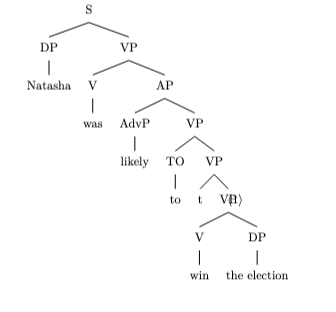 S
DP VP
Natasha V AP
was AdvP VP
likely TO VP
to t
V DP
win the election